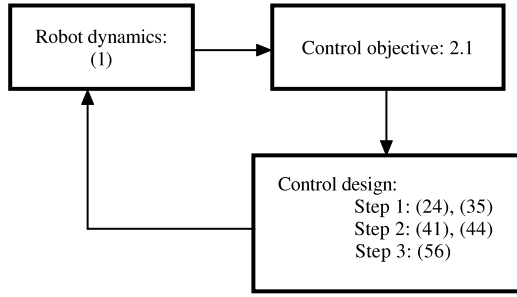 Robot dynamics:
(1)
Control objective: 2.1
Control design:
Step 1: (24), (35)
Step 2: (41), (44)
Step 3: (56)